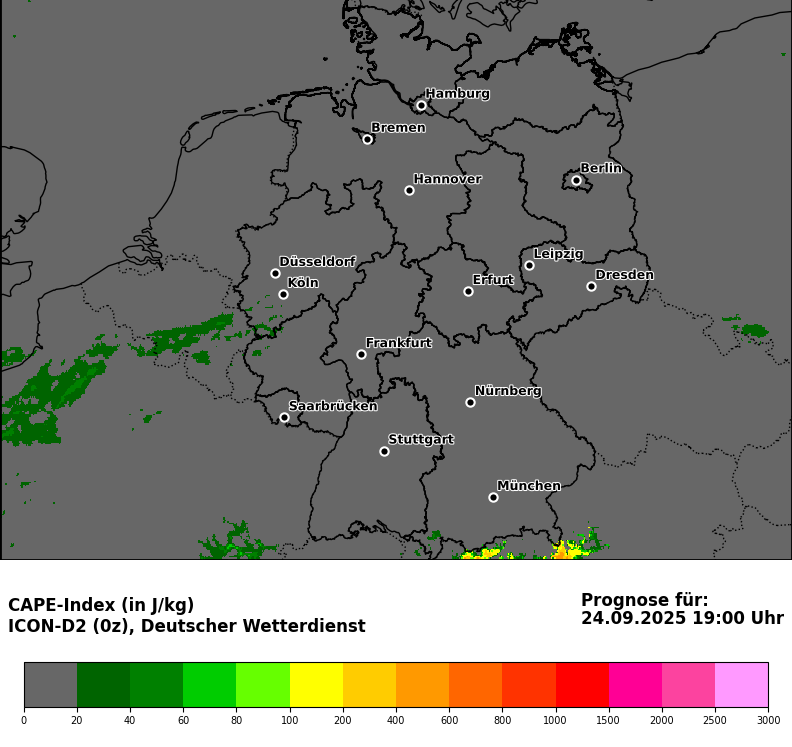 Hamburg
Bremen
Berlin
Hannover
Leipzig
Düsseldorf
Dresden
Köln
Erfurt
Frankfurt
Nürnberg
Saarbrücken
Stuttgart
München
CAPE-Index (in J/kg)
ICON-D2 (0z), Deutscher Wetterdienst
Prognose für:
24.09.2025 19:00 Uhr
0 20 40 60 80 100 200 400 600 800 1000 1500 2000 2500 3000